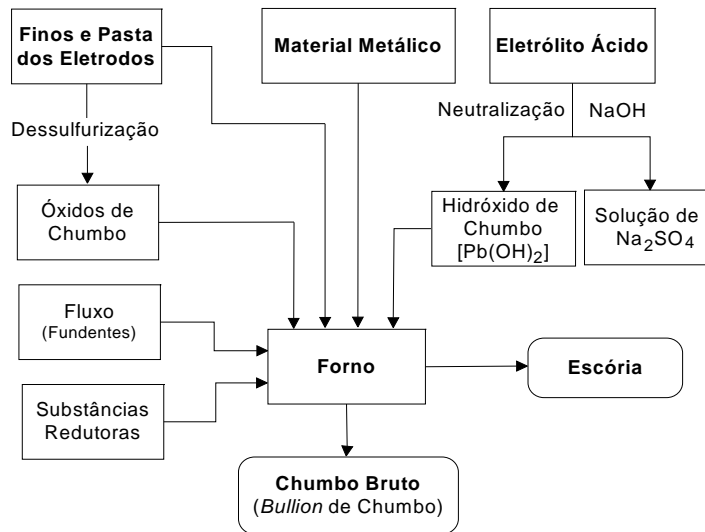 Finos e Pasta
dos Eletrodos
Material Metálico
Eletrólito Ácido
Dessulfurização
Neutralização
NaOH
Óxidos de
Chumbo
Hidróxido de
Chumbo
[Pb(OH)2]
Solução de
Na2SO4
Fluxo
(Fundentes)
Forno
Escória
Substâncias
Redutoras
Chumbo Bruto
(Bullion de Chumbo)